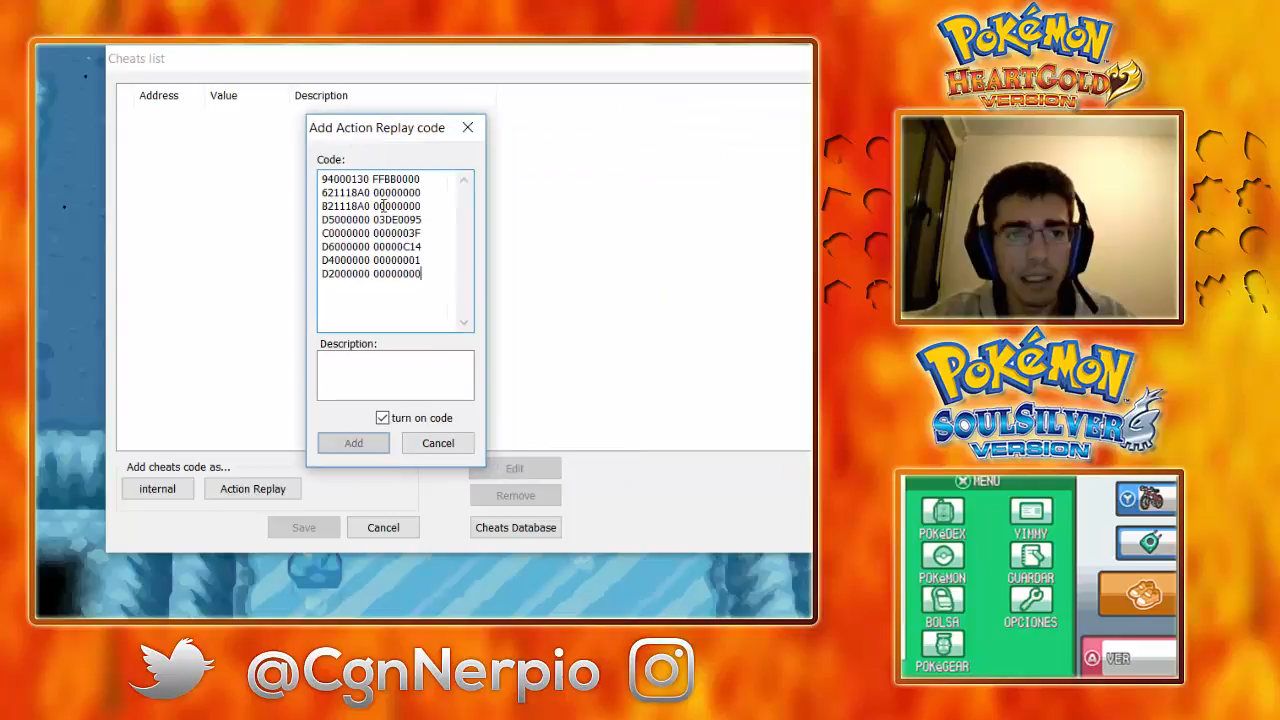 Cheats list
Address Value Description
Add Action Replay code
Code:
94000130 FFBB0000
621118A0 00000000
B21118A0 00000000
D5000000 03DE0095
C0000000 0000003F
D6000000 00000C14
D4000000 00000001
D2000000 00000000
Description:
turn on code
Add Cancel
Add cheats code as...
internal Action Replay
Edit
Remove
Save Cancel Cheats Database
@CgnNerpio
POKéMON
HEARTGOLD
VERSION
POKéMON
SOULSILVER
VERSION
X MENU
POKéDEX YIMMY
POKéMON GUARDAR
BOLSA OPCIONES
POKéGEAR
Y
A VER